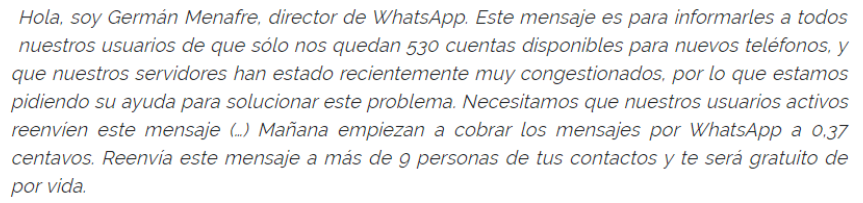 Hola, soy Germán Menafre, director de WhatsApp. Este mensaje es para informarles a todos
nuestros usuarios de que sólo nos quedan 530 cuentas disponibles para nuevos teléfonos, y
que nuestros servidores han estado recientemente muy congestionados, por lo que estamos
pidiendo su ayuda para solucionar este problema. Necesitamos que nuestros usuarios activos
reenvíen este mensaje (…) Mañana empiezan a cobrar los mensajes por WhatsApp a 0,37
centavos. Reenvía este mensaje a más de 9 personas de tus contactos y te será gratuito de
por vida.